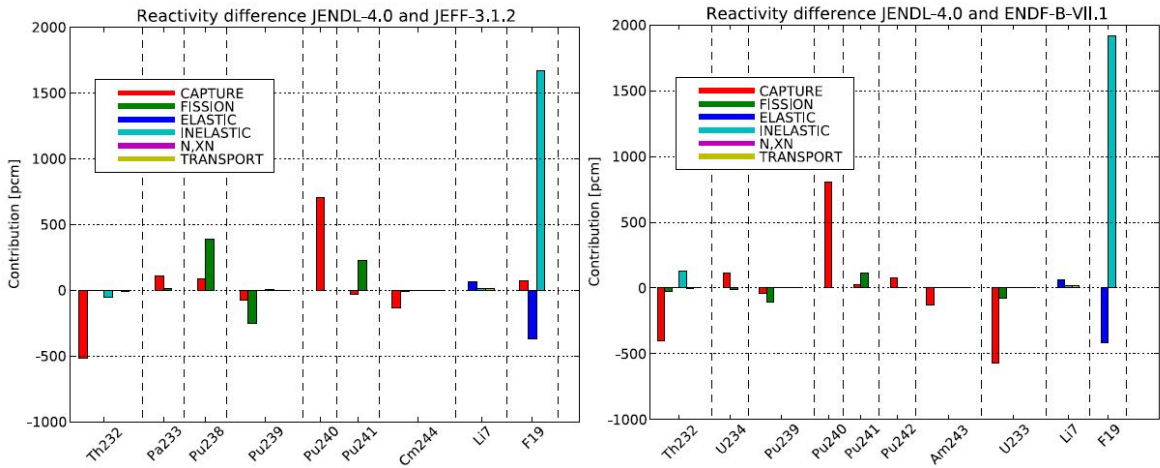 Reactivity difference JENDL-4.0 and JEFF-3.1.2
2000
1500
1000
500
0
-500
-1000
Contribution [pcm]
CAPTURE
FISSION
ELASTIC
INELASTIC
N,XN
TRANSPORT
Th232
Pa233
Pu238
Pu239
Pu240
Pu241
Cm244
Li7
F19
Reactivity difference JENDL-4.0 and ENDF-B-VII.1
2000
1500
1000
500
0
-500
-1000
Contribution [pcm]
CAPTURE
FISSION
ELASTIC
INELASTIC
N,XN
TRANSPORT
Th232
U234
Pu239
Pu240
Pu241
Pu242
Am243
U233
Li7
F19